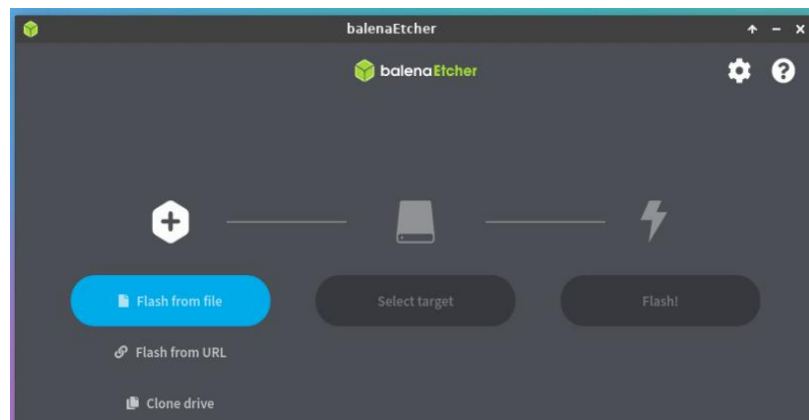 balenaEtcher
balenaEtcher
Flash from file
Select target
Flash!
Flash from URL
Clone drive